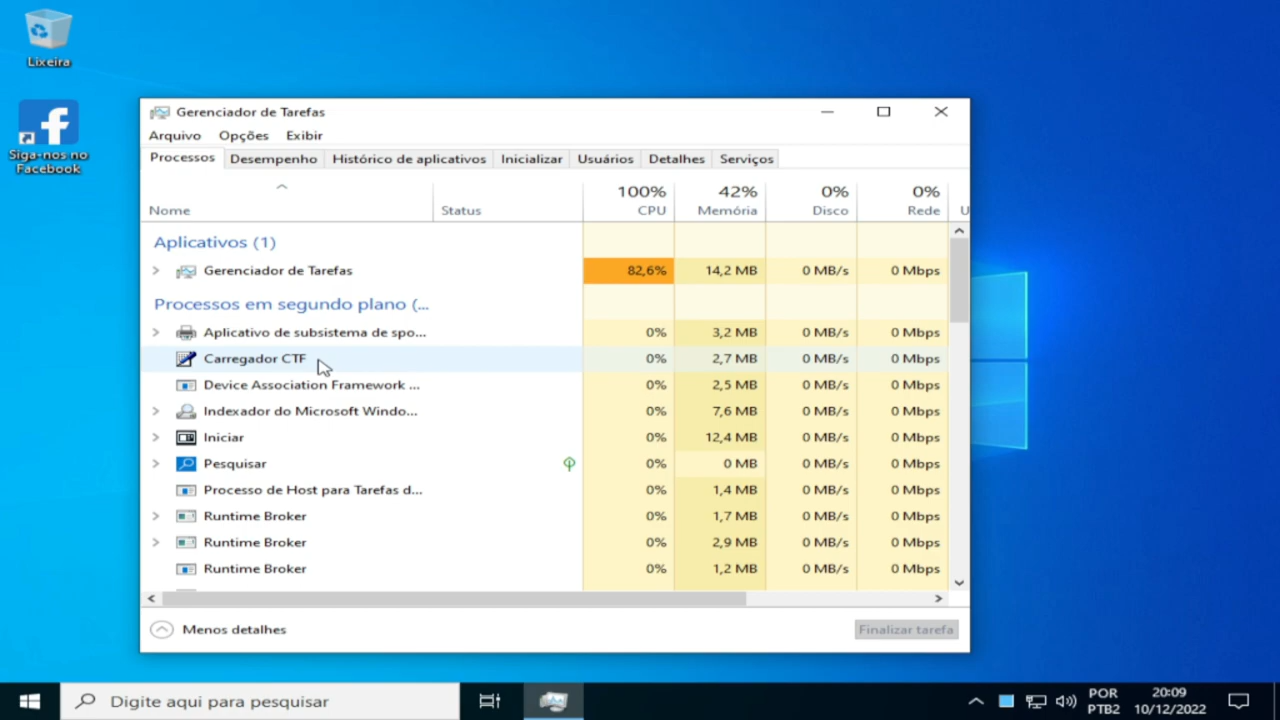 Lixeira
Siga-nos no
Facebook
Gerenciador de Tarefas
Arquivo Opções Exibir
Processos Desempenho Histórico de aplicativos Inicializar Usuários Detalhes Serviços
100% 42% 0% 0%
Nome Status CPU Memória Disco Rede U
Aplicativos (1)
Gerenciador de Tarefas 82,6% 14,2 MB 0 MB/s 0 Mbps
Processos em segundo plano (...
Aplicativo de subsistema de spo... 0% 3,2 MB 0 MB/s 0 Mbps
Carregador CTF 0% 2,7 MB 0 MB/s 0 Mbps
Device Association Framework ... 0% 2,5 MB 0 MB/s 0 Mbps
Indexador do Microsoft Windo... 0% 7,6 MB 0 MB/s 0 Mbps
Iniciar 0% 12,4 MB 0 MB/s 0 Mbps
Pesquisar 0% 0 MB 0 MB/s 0 Mbps
Processo de Host para Tarefas d... 0% 1,4 MB 0 MB/s 0 Mbps
Runtime Broker 0% 1,7 MB 0 MB/s 0 Mbps
Runtime Broker 0% 2,9 MB 0 MB/s 0 Mbps
Runtime Broker 0% 1,2 MB 0 MB/s 0 Mbps
Menos detalhes Finalizar tarefa
Digite aqui para pesquisar
POR 20:09
PTB2 10/12/2022